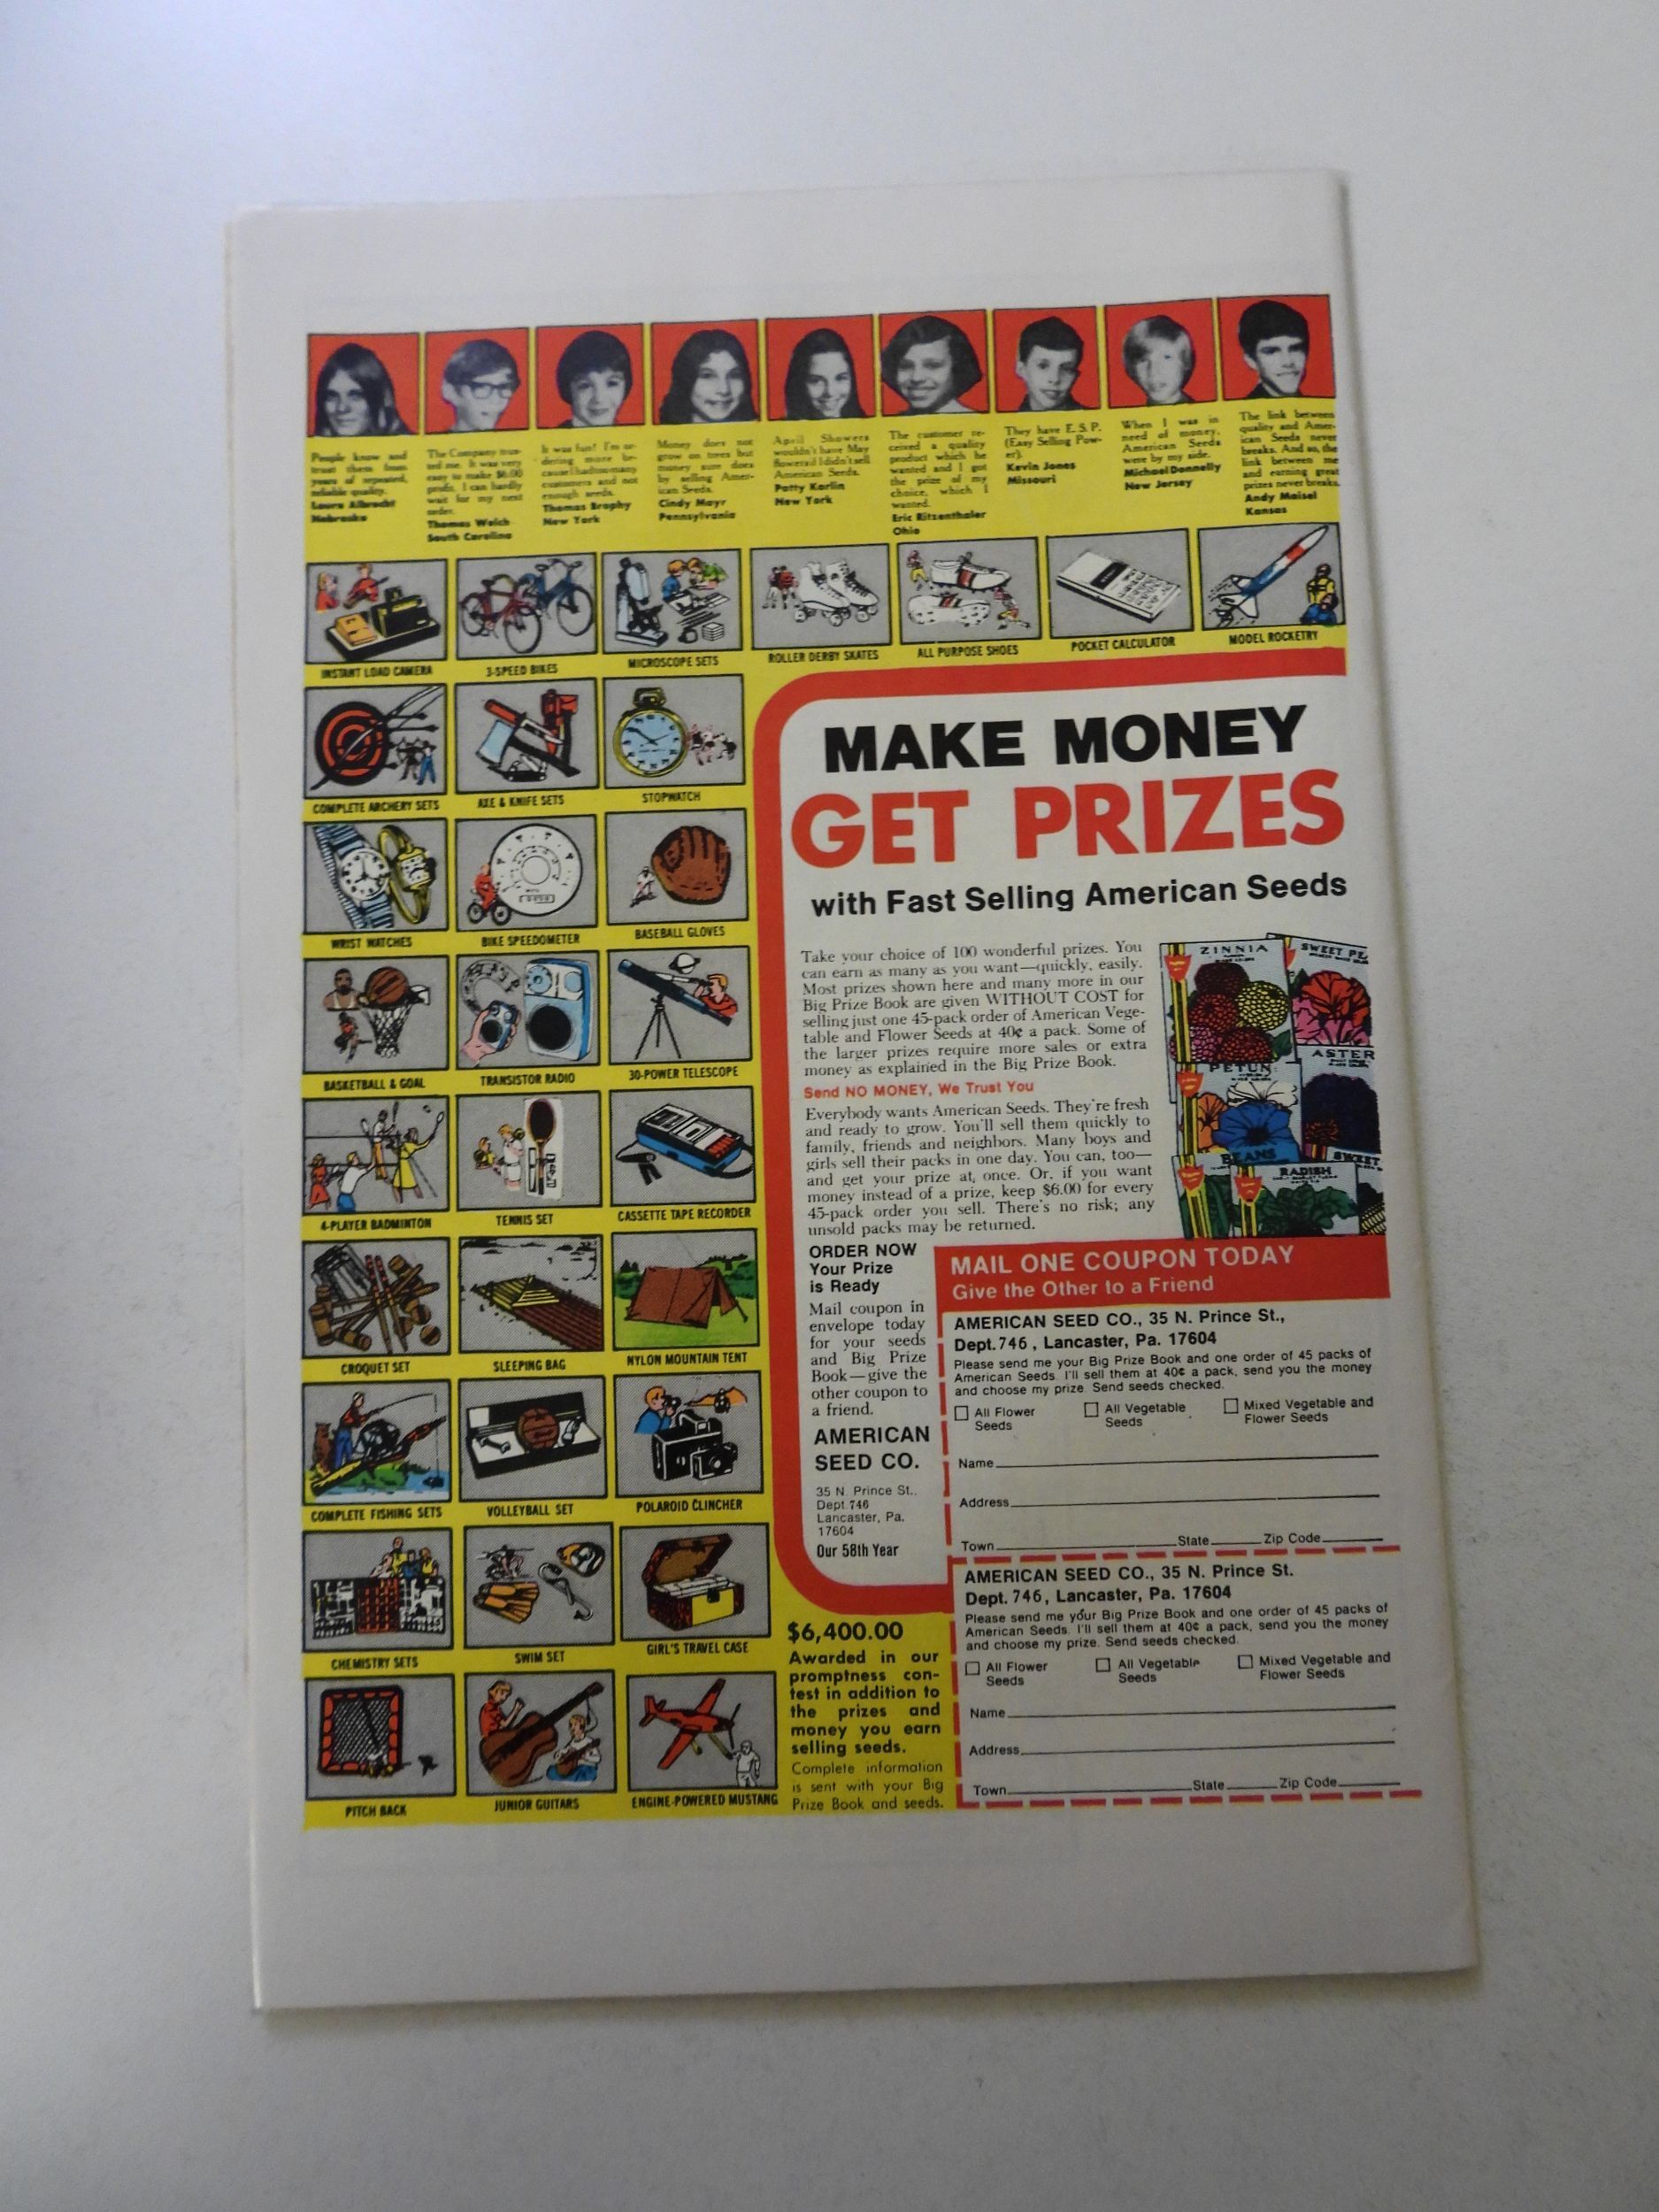 People know and
trust them from
years of repeated,
reliable quality.
Laura Albrecht
Nebraska
The Company trus-
ted me. It was very
easy to make $6.00
profit. I can hardly
wait for my next
order.
Thomas Welch
South Carolina
It was fun! I'm or-
dering more be-
cause I had too many
customers and not
enough seeds.
Thomas Brophy
New York
Money does not
grow on trees but
money sure does
by selling Amer-
ican Seeds.
Cindy Mayr
Pennsylvania
April Showers
wouldn't have May
flowers if I didn't sell
American Seeds.
Patty Karlin
New York
The customer re-
ceived a quality
product which he
wanted and I got
the prize of my
choice, which I
wanted.
Eric Ritzenthaler
Ohio
They have E.S.P.
(Easy Selling Pow-
er).
Kevin Jones
Missouri
When I was in
need of money,
American Seeds
were by my side.
Michael Donnelly
New Jersey
The link between
quality and Amer-
ican Seeds never
breaks. And so, the
link between me
and earning great
prizes never breaks.
Andy Maisel
Kansas
INSTANT LOAD CAMERA
3-SPEED BIKES
MICROSCOPE SETS
ROLLER DERBY SKATES
ALL PURPOSE SHOES
POCKET CALCULATOR
MODEL ROCKETRY
COMPLETE ARCHERY SETS
AXE & KNIFE SETS
STOPWATCH
WRIST WATCHES
BIKE SPEEDOMETER
BASEBALL GLOVES
BASKETBALL & GOAL
TRANSISTOR RADIO
30-POWER TELESCOPE
4-PLAYER BADMINTON
TENNIS SET
CASSETTE TAPE RECORDER
CROQUET SET
SLEEPING BAG
NYLON MOUNTAIN TENT
COMPLETE FISHING SETS
VOLLEYBALL SET
POLAROID CLINCHER
CHEMISTRY SETS
SWIM SET
GIRL'S TRAVEL CASE
PITCH BACK
JUNIOR GUITARS
ENGINE-POWERED MUSTANG
MAKE MONEY
GET PRIZES
with Fast Selling American Seeds
Take your choice of 100 wonderful prizes. You
can earn as many as you want—quickly, easily.
Most prizes shown here and many more in our
Big Prize Book are given WITHOUT COST for
selling just one 45-pack order of American Vege-
table and Flower Seeds at 40¢ a pack. Some of
the larger prizes require more sales or extra
money as explained in the Big Prize Book.
Send NO MONEY, We Trust You
Everybody wants American Seeds. They're fresh
and ready to grow. You'll sell them quickly to
family, friends and neighbors. Many boys and
girls sell their packs in one day. You can, too—
and get your prize at once. Or, if you want
money instead of a prize, keep $6.00 for every
45-pack order you sell. There's no risk; any
unsold packs may be returned.
ZINNIA
SWEET PE
ASTER
PETUN
BEANS
RADISH
SWEET
ORDER NOW
Your Prize
is Ready
Mail coupon in
envelope today
for your seeds
and Big Prize
Book—give the
other coupon to
a friend.
AMERICAN
SEED CO.
35 N. Prince St.,
Dept 746
Lancaster, Pa.
17604
Our 58th Year
MAIL ONE COUPON TODAY
Give the Other to a Friend
AMERICAN SEED CO., 35 N. Prince St.,
Dept. 746, Lancaster, Pa. 17604
Please send me your Big Prize Book and one order of 45 packs of
American Seeds. I'll sell them at 40¢ a pack, send you the money
and choose my prize. Send seeds checked.
All Flower
Seeds
All Vegetable
Seeds
Mixed Vegetable and
Flower Seeds
Name
Address
Town State Zip Code
AMERICAN SEED CO., 35 N. Prince St.
Dept. 746, Lancaster, Pa. 17604
Please send me your Big Prize Book and one order of 45 packs of
American Seeds. I'll sell them at 40¢ a pack, send you the money
and choose my prize. Send seeds checked.
All Flower
Seeds
All Vegetable
Seeds
Mixed Vegetable and
Flower Seeds
Name
Address
Town State Zip Code
$6,400.00
Awarded in our
promptness con-
test in addition to
the prizes and
money you earn
selling seeds.
Complete information
is sent with your Big
Prize Book and seeds.